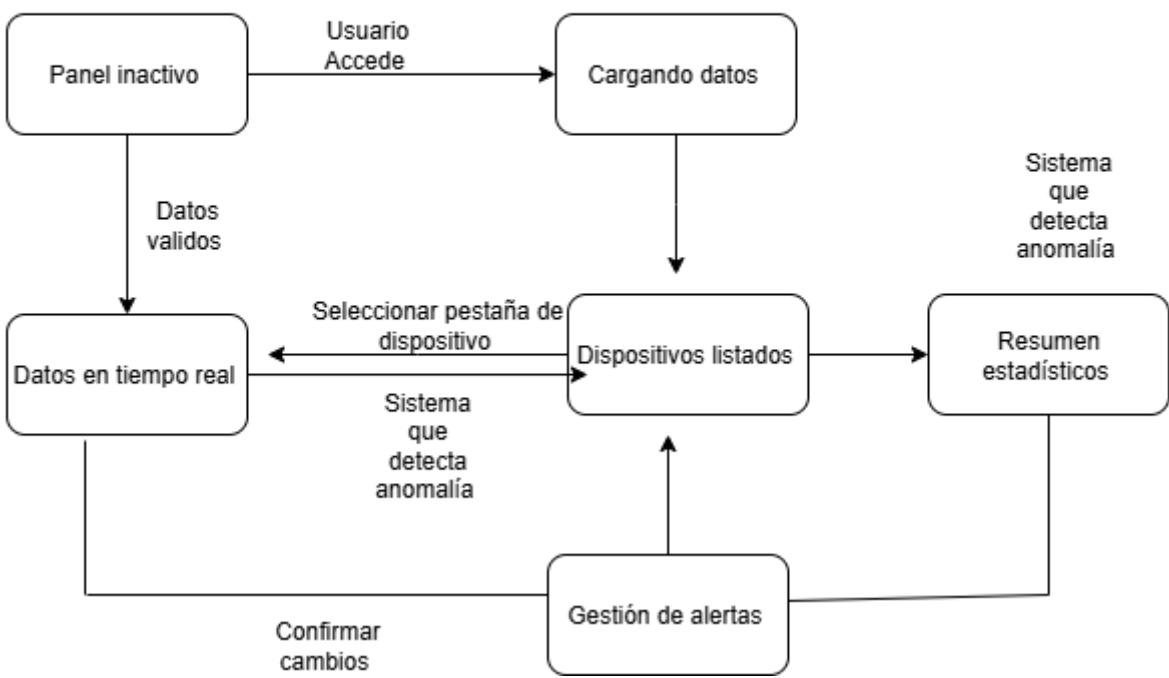 Usuario
Accede
Panel inactivo
Cargando datos
Sistema
que
detecta
anomalía
Datos
validos
Seleccionar pestaña de
dispositivo
Datos en tiempo real
Dispositivos listados
Resumen
estadísticos
Sistema
que
detecta
anomalía
Gestión de alertas
Confirmar
cambios